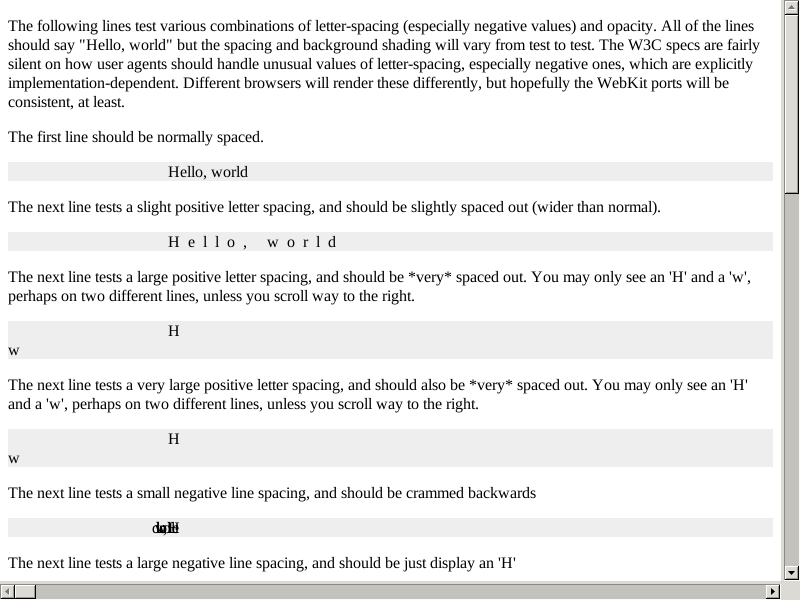 The following lines test various combinations of letter-spacing (especially negative values) and opacity. All of the lines
should say "Hello, world" but the spacing and background shading will vary from test to test. The W3C specs are fairly
silent on how user agents should handle unusual values of letter-spacing, especially negative ones, which are explicitly
implementation-dependent. Different browsers will render these differently, but hopefully the WebKit ports will be
consistent, at least.
The first line should be normally spaced.
Hello, world
The next line tests a slight positive letter spacing, and should be slightly spaced out (wider than normal).
H e l l o ,  w o r l d
The next line tests a large positive letter spacing, and should be *very* spaced out. You may only see an 'H' and a 'w',
perhaps on two different lines, unless you scroll way to the right.
H
w
The next line tests a very large positive letter spacing, and should also be *very* spaced out. You may only see an 'H'
and a 'w', perhaps on two different lines, unless you scroll way to the right.
H
w
The next line tests a small negative line spacing, and should be crammed backwards
The next line tests a large negative line spacing, and should be just display an 'H'